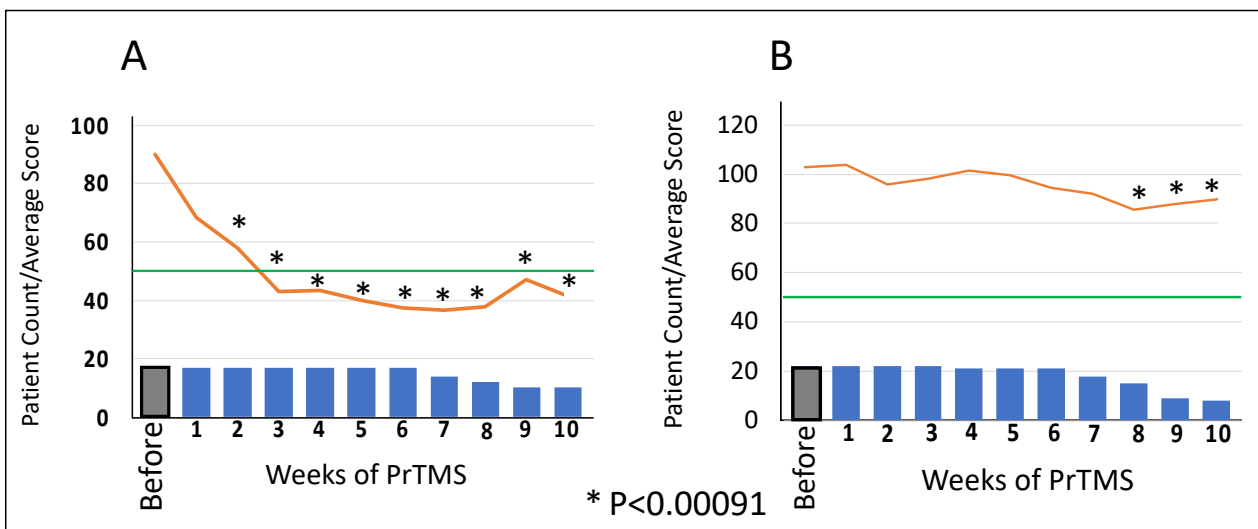 A
Patient Count/Average Score
100
80
60
40
20
0
* * * * * * * * *
Before 1 2 3 4 5 6 7 8 9 10
Weeks of PrTMS
B
Patient Count/Average Score
120
100
80
60
40
20
0
* * *
Before 1 2 3 4 5 6 7 8 9 10
Weeks of PrTMS
* P<0.00091